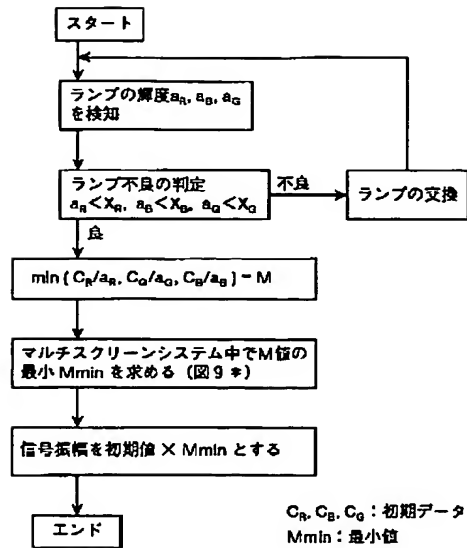 スタート
ランプの輝度aR, aB, aG
を検知
ランプ不良の判定
aR<XR, aB<XB, aG<XG
不良
ランプの交換
良
min ( CR/aR, CG/aG, CB/aB ) = M
マルチスクリーンシステム中でM値の
最小 Mmin を求める (図9*)
信号振幅を初期値 × Mmin とする
エンド
CR, CB, CG : 初期データ
Mmin : 最小値